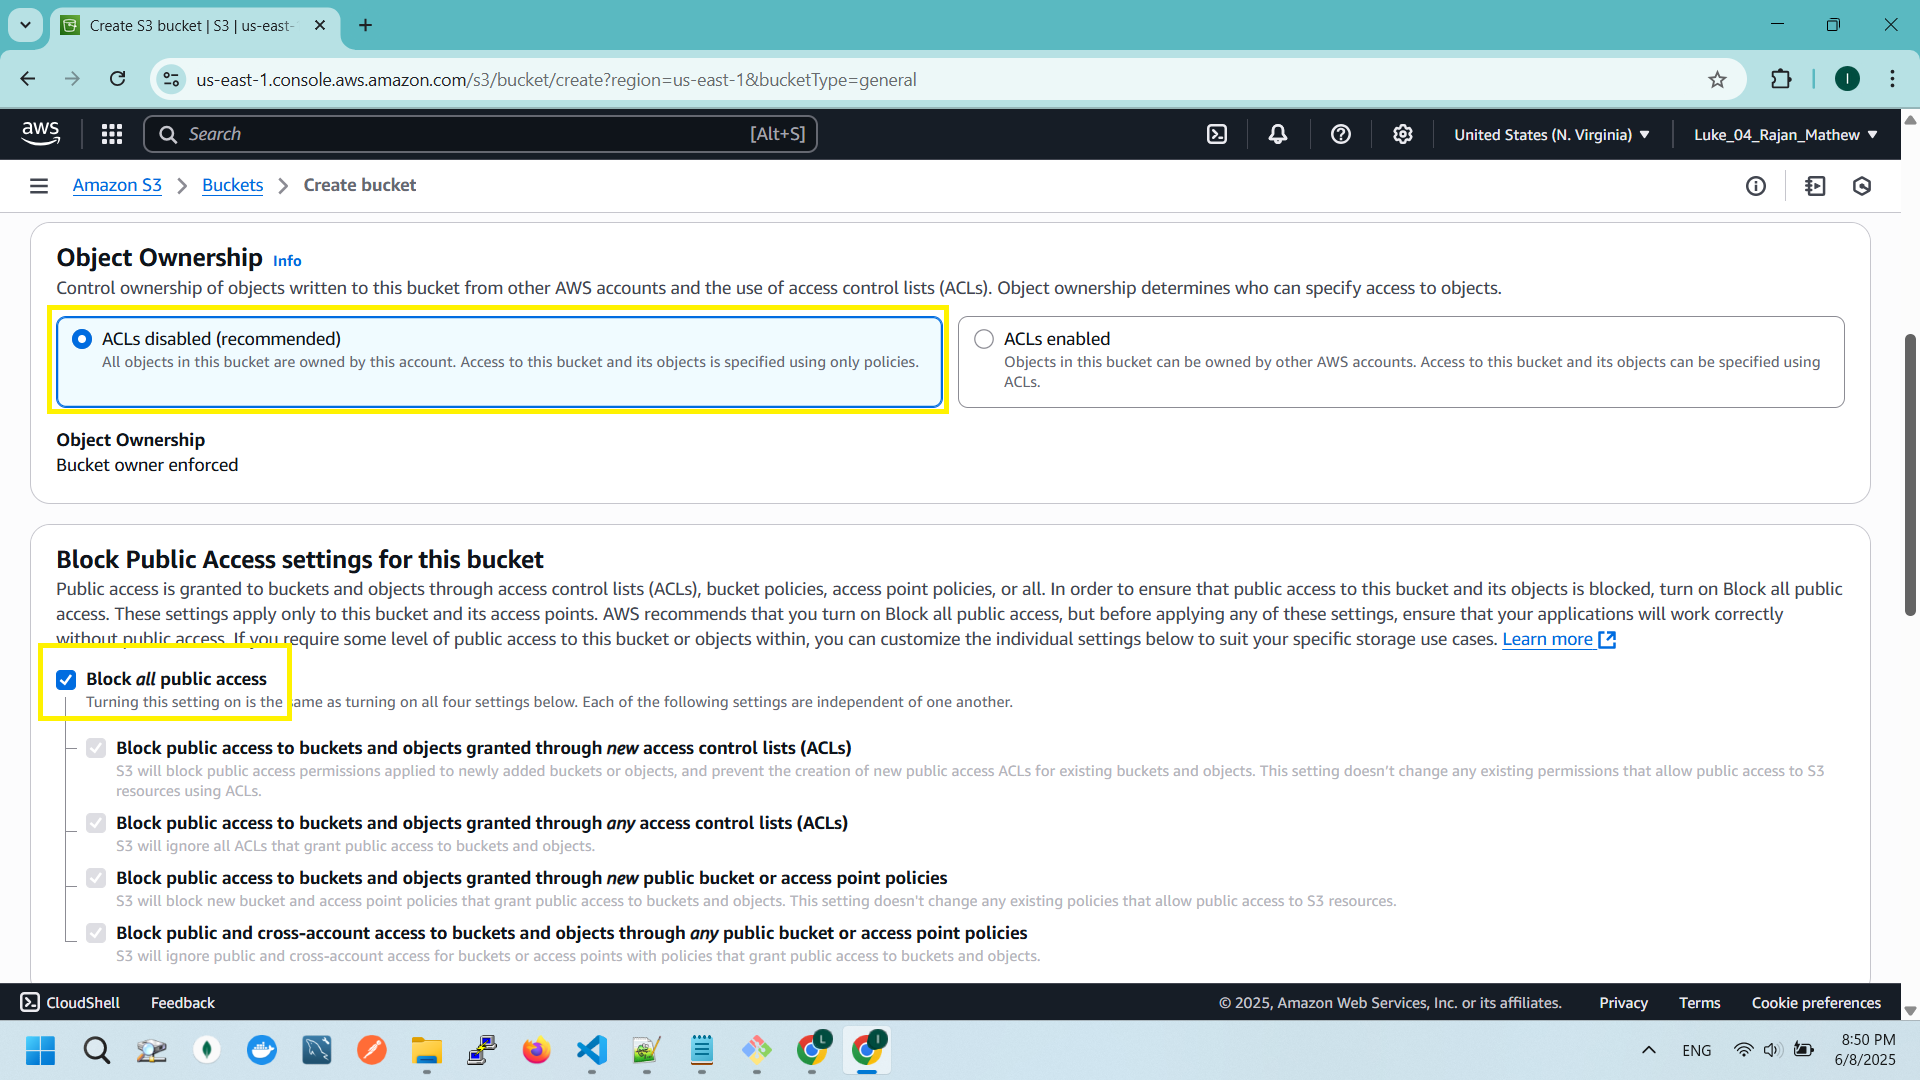 Create S3 bucket | S3 | us-east-
us-east-1.console.aws.amazon.com/s3/bucket/create?region=us-east-1&bucketType=general
I
aws
Search
[Alt+S]
United States (N. Virginia)
Luke_04_Rajan_Mathew
Amazon S3
Buckets
Create bucket
Object Ownership Info
Control ownership of objects written to this bucket from other AWS accounts and the use of access control lists (ACLs). Object ownership determines who can specify access to objects.
ACLs disabled (recommended)
All objects in this bucket are owned by this account. Access to this bucket and its objects is specified using only policies.
ACLs enabled
Objects in this bucket can be owned by other AWS accounts. Access to this bucket and its objects can be specified using
ACLs.
Object Ownership
Bucket owner enforced
Block Public Access settings for this bucket
Public access is granted to buckets and objects through access control lists (ACLs), bucket policies, access point policies, or all. In order to ensure that public access to this bucket and its objects is blocked, turn on Block all public
access. These settings apply only to this bucket and its access points. AWS recommends that you turn on Block all public access, but before applying any of these settings, ensure that your applications will work correctly
without public access. If you require some level of public access to this bucket or objects within, you can customize the individual settings below to suit your specific storage use cases. Learn more
Block all public access
Turning this setting on is the same as turning on all four settings below. Each of the following settings are independent of one another.
Block public access to buckets and objects granted through new access control lists (ACLs)
S3 will block public access permissions applied to newly added buckets or objects, and prevent the creation of new public access ACLs for existing buckets and objects. This setting doesn't change any existing permissions that allow public access to S3
resources using ACLs.
Block public access to buckets and objects granted through any access control lists (ACLs)
S3 will ignore all ACLs that grant public access to buckets and objects.
Block public access to buckets and objects granted through new public bucket or access point policies
S3 will block new bucket and access point policies that grant public access to buckets and objects. This setting doesn't change any existing policies that allow public access to S3 resources.
Block public and cross-account access to buckets and objects through any public bucket or access point policies
S3 will ignore public and cross-account access for buckets or access points with policies that grant public access to buckets and objects.
CloudShell
Feedback
© 2025, Amazon Web Services, Inc. or its affiliates.
Privacy
Terms
Cookie preferences
L
I
ENG
8:50 PM
6/8/2025